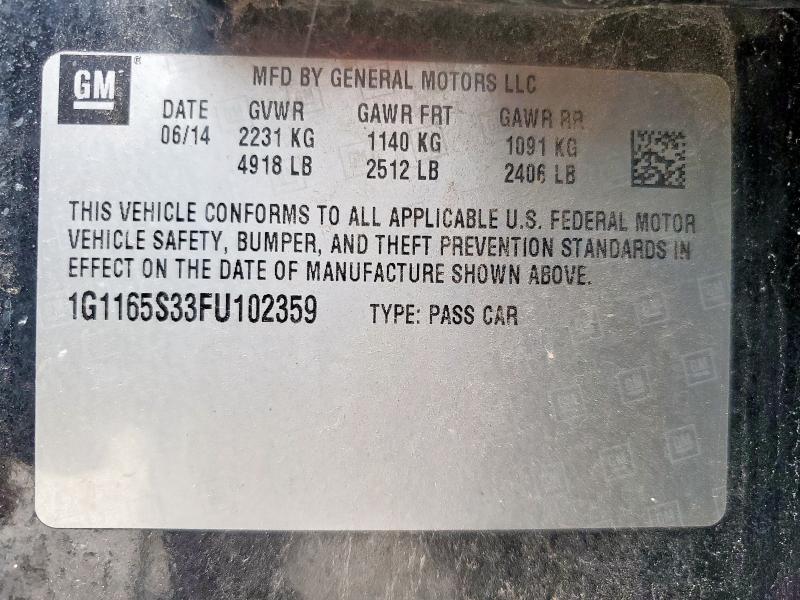 GM ®
MFD BY GENERAL MOTORS LLC
DATE GVWR GAWR FRT GAWR RR
06/14 2231 KG 1140 KG 1091 KG
4918 LB 2512 LB 2406 LB
THIS VEHICLE CONFORMS TO ALL APPLICABLE U.S. FEDERAL MOTOR
VEHICLE SAFETY, BUMPER, AND THEFT PREVENTION STANDARDS IN
EFFECT ON THE DATE OF MANUFACTURE SHOWN ABOVE.
1G1165S33FU102359 TYPE: PASS CAR